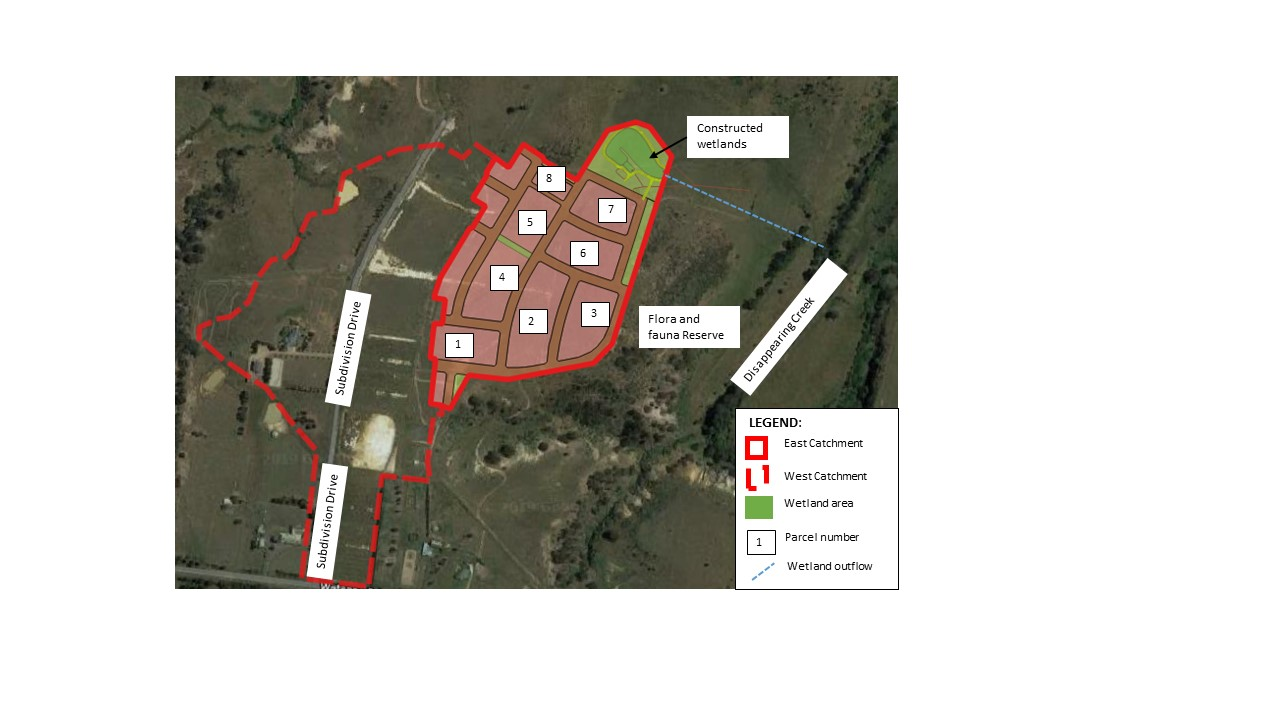 Constructed
wetlands
8
7
5
6
4
3
2
1
Flora and
fauna Reserve
Subdivision Drive
Subdivision Drive
Disappearing Creek
LEGEND:
East Catchment
West Catchment
Wetland area
1 Parcel number
Wetland outflow